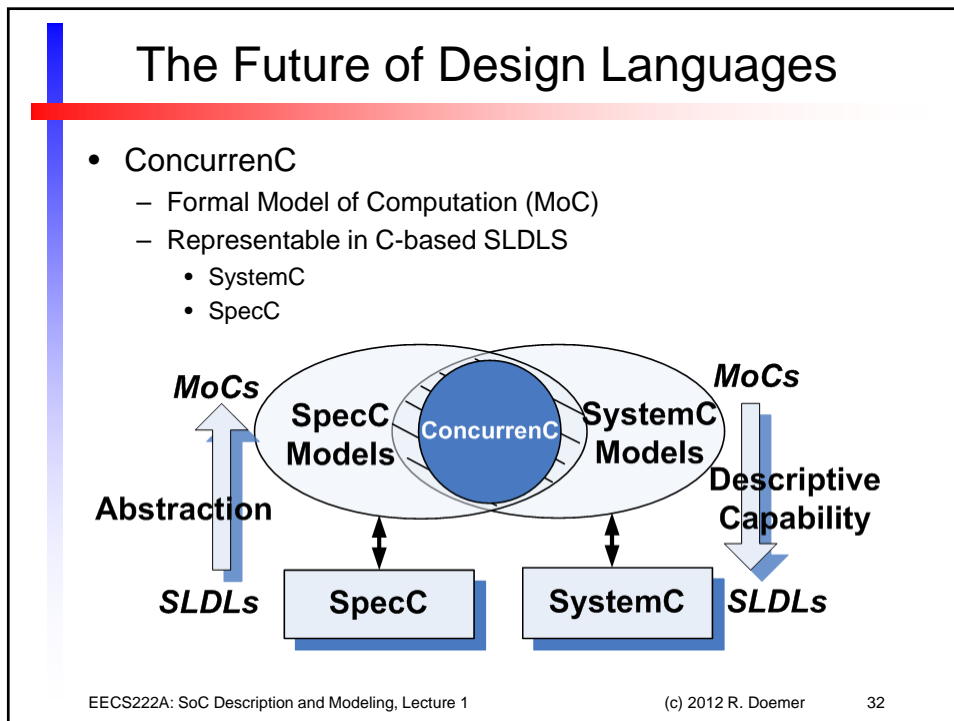 The Future of Design Languages
• ConcurrenC
– Formal Model of Computation (MoC)
– Representable in C-based SLDLS
• SystemC
• SpecC
MoCs
MoCs
SpecC
Models
ConcurrenC
SystemC
Models
Abstraction
Descriptive
Capability
SLDLs
SpecC
SystemC
SLDLs
EECS222A: SoC Description and Modeling, Lecture 1
(c) 2012 R. Doemer
32